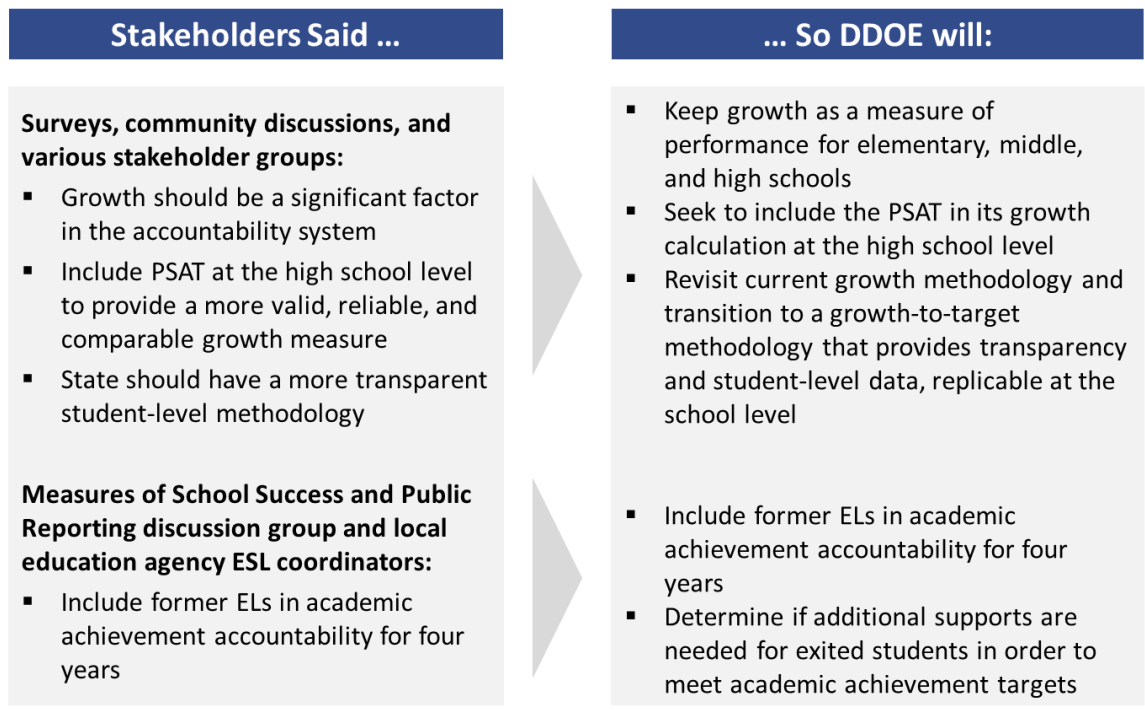 Stakeholders Said …
Surveys, community discussions, and
various stakeholder groups:
▪ Growth should be a significant factor
in the accountability system
▪ Include PSAT at the high school level
to provide a more valid, reliable, and
comparable growth measure
▪ State should have a more transparent
student-level methodology
Measures of School Success and Public
Reporting discussion group and local
education agency ESL coordinators:
▪ Include former ELs in academic
achievement accountability for four
years
… So DDOE will:
▪ Keep growth as a measure of
performance for elementary, middle,
and high schools
▪ Seek to include the PSAT in its growth
calculation at the high school level
▪ Revisit current growth methodology and
transition to a growth-to-target
methodology that provides transparency
and student-level data, replicable at the
school level
▪ Include former ELs in academic
achievement accountability for four
years
▪ Determine if additional supports are
needed for exited students in order to
meet academic achievement targets